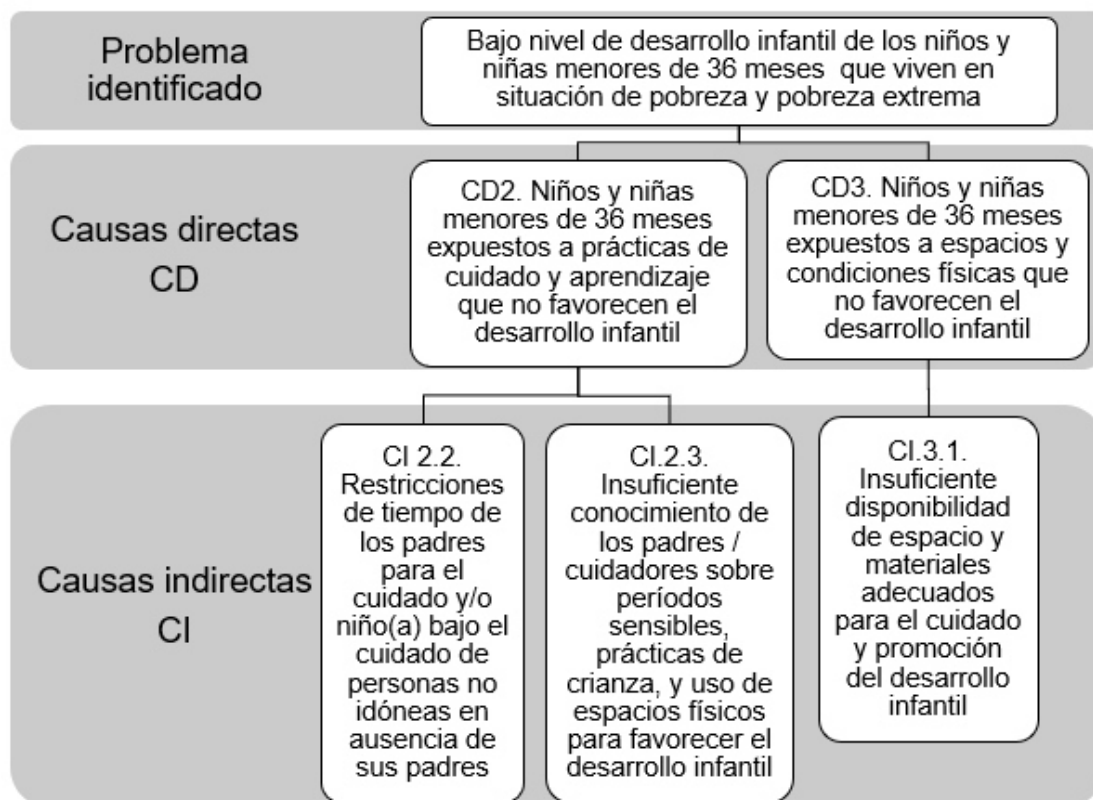 Problema
identificado
Bajo nivel de desarrollo infantil de los niños y
niñas menores de 36 meses que viven en
situación de pobreza y pobreza extrema
Causas directas
CD
CD2. Niños y niñas
menores de 36 meses
expuestos a prácticas de
cuidado y aprendizaje
que no favorecen el
desarrollo infantil
CD3. Niños y niñas
menores de 36 meses
expuestos a espacios y
condiciones físicas que
no favorecen el
desarrollo infantil
Causas indirectas
CI
CI 2.2.
Restricciones
de tiempo de
los padres
para el
cuidado y/o
niño(a) bajo el
cuidado de
personas no
idóneas en
ausencia de
sus padres
CI.2.3.
Insuficiente
conocimiento de
los padres /
cuidadores sobre
períodos
sensibles,
prácticas de
crianza, y uso de
espacios físicos
para favorecer el
desarrollo infantil
CI.3.1.
Insuficiente
disponibilidad
de espacio y
materiales
adecuados
para el cuidado
y promoción
del desarrollo
infantil